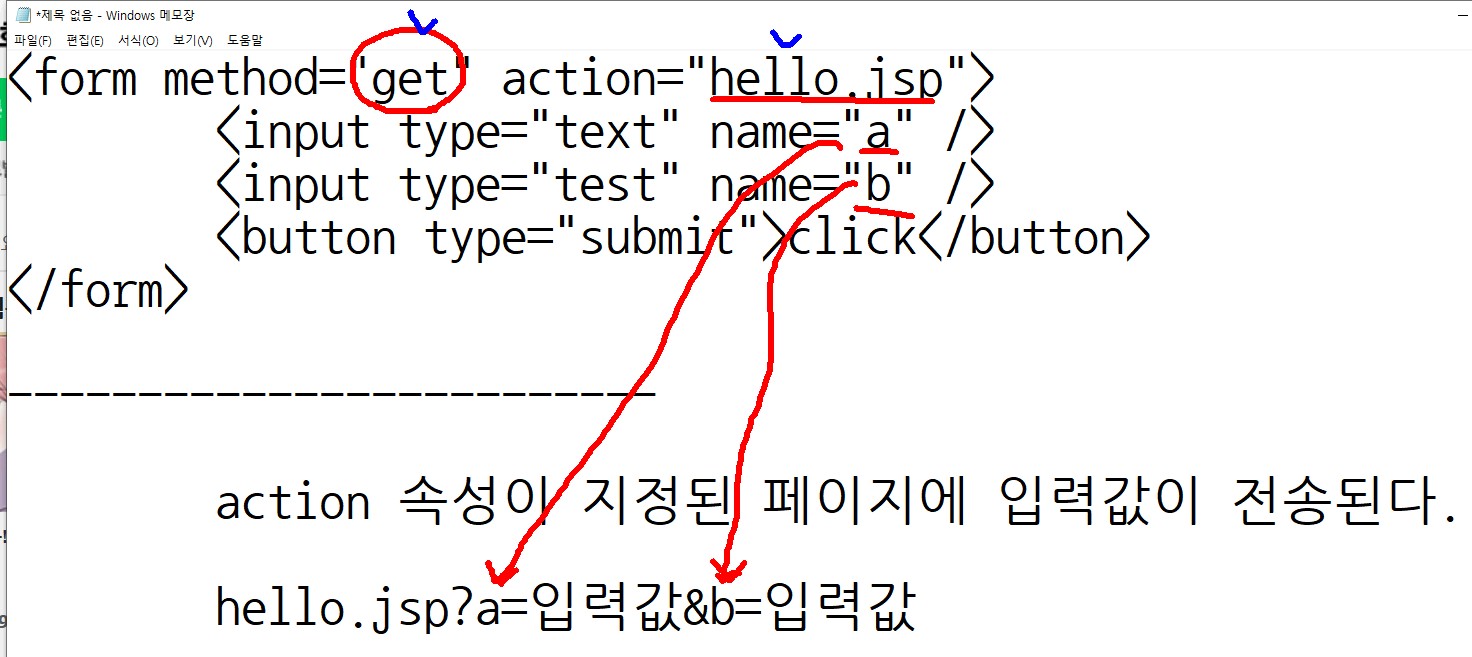 *제목 없음 - Windows 메모장
파일(F) 편집(E) 서식(O) 보기(V) 도움말
<form method="get" action="hello.jsp">
<input type="text" name="a" />
<input type="test" name="b" />
<button type="submit">click</button>
</form>
-------------------------
action 속성이 지정된 페이지에 입력값이 전송된다.
hello.jsp?a=입력값&b=입력값